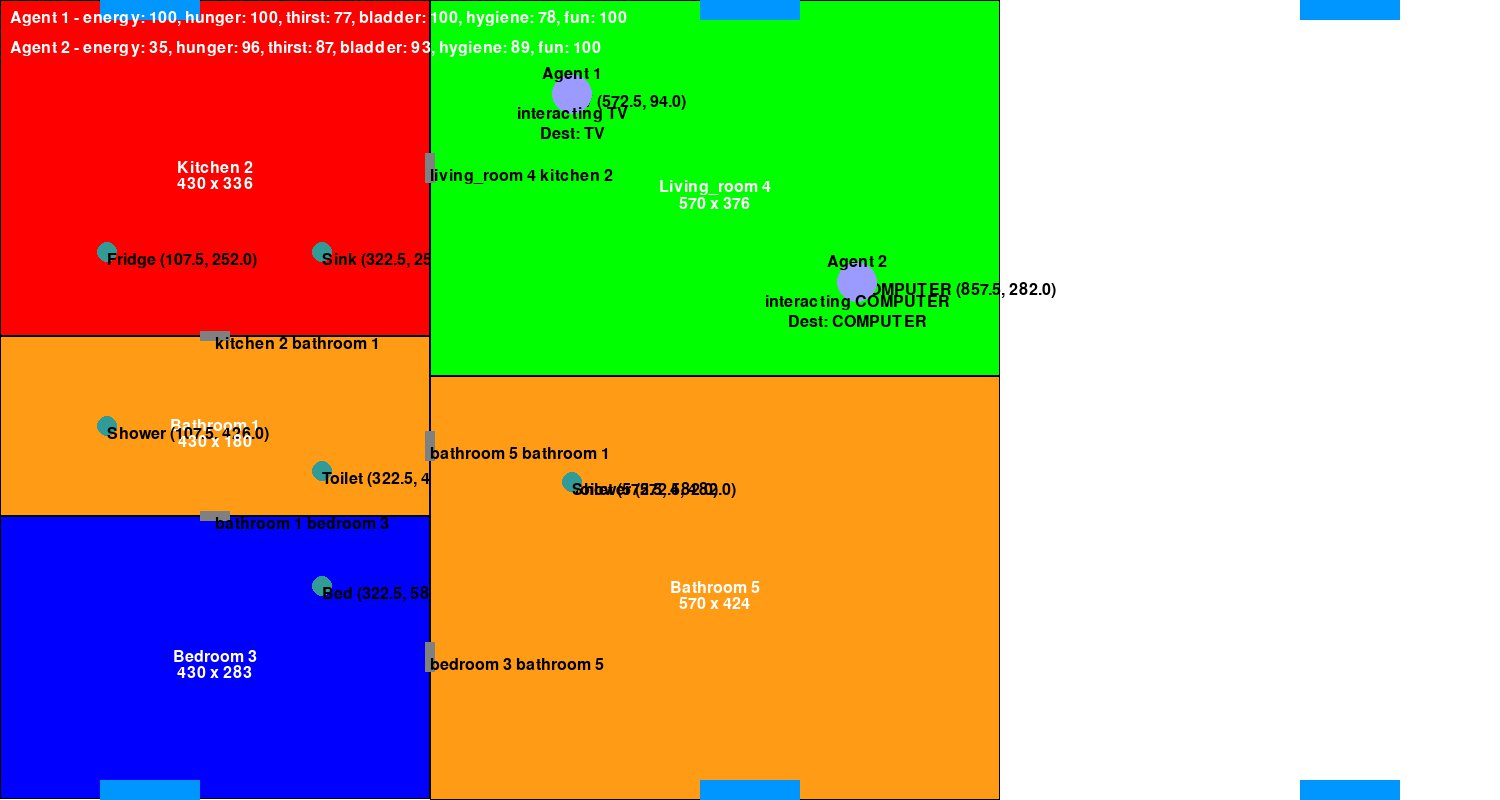 Agent 1 - energy: 100, hunger: 100, thirst: 77, bladder: 100, hygiene: 78, fun: 100
Agent 2 - energy: 35, hunger: 96, thirst: 87, bladder: 93, hygiene: 89, fun: 100
Agent 1
(572.5, 94.0)
interacting TV
Dest: TV
Kitchen 2
430 x 336
living_room 4 kitchen 2
Living_room 4
570 x 376
Fridge (107.5, 252.0)
Sink (322.5, 25
Agent 2
OMPUTER (857.5, 282.0)
interacting COMPUTER
Dest: COMPUTER
kitchen 2 bathroom 1
Bathroom 1
430 x 180
Shower (107.5, 426.0)
bathroom 5 bathroom 1
Toilet (322.5, 4
bathroom 1 bedroom 3
Bed (322.5, 58
Bathroom 5
570 x 424
Bedroom 3
430 x 283
bedroom 3 bathroom 5